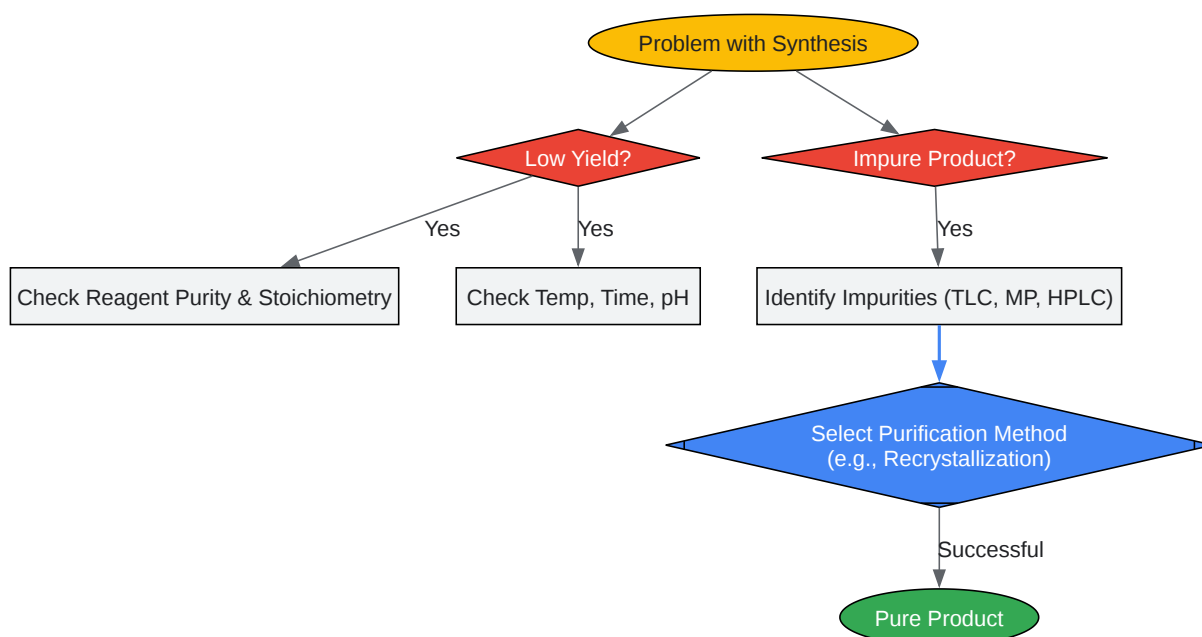 Problem with Synthesis
Low Yield?
Impure Product?
Yes
Yes
Yes
Check Reagent Purity & Stoichiometry
Check Temp, Time, pH
Identify Impurities (TLC, MP, HPLC)
Select Purification Method
(e.g., Recrystallization)
Successful
Pure Product